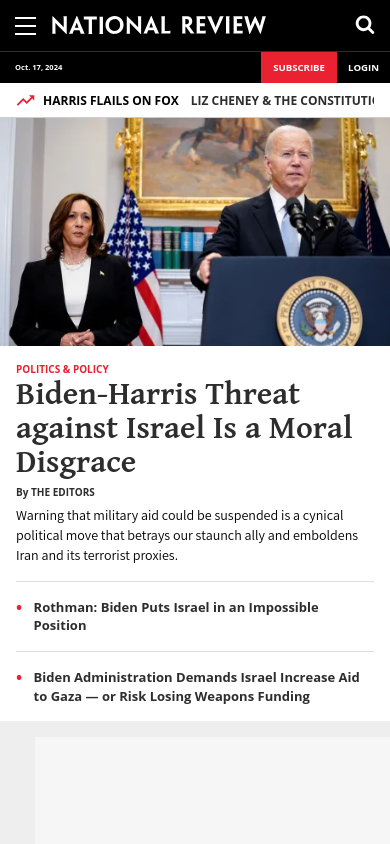 NATIONAL REVIEW
Oct. 17, 2024
SUBSCRIBE
LOGIN
HARRIS FLAILS ON FOX LIZ CHENEY & THE
POLITICS & POLICY
Biden-Harris Threat
against Israel Is a Moral
Disgrace
By THE EDITORS
Warning that military aid could be suspended is a cynical
political move that betrays our staunch ally and emboldens
Iran and its terrorist proxies.
Rothman: Biden Puts Israel in an Impossible
Position
Biden Administration Demands Israel Increase Aid
to Gaza — or Risk Losing Weapons Funding